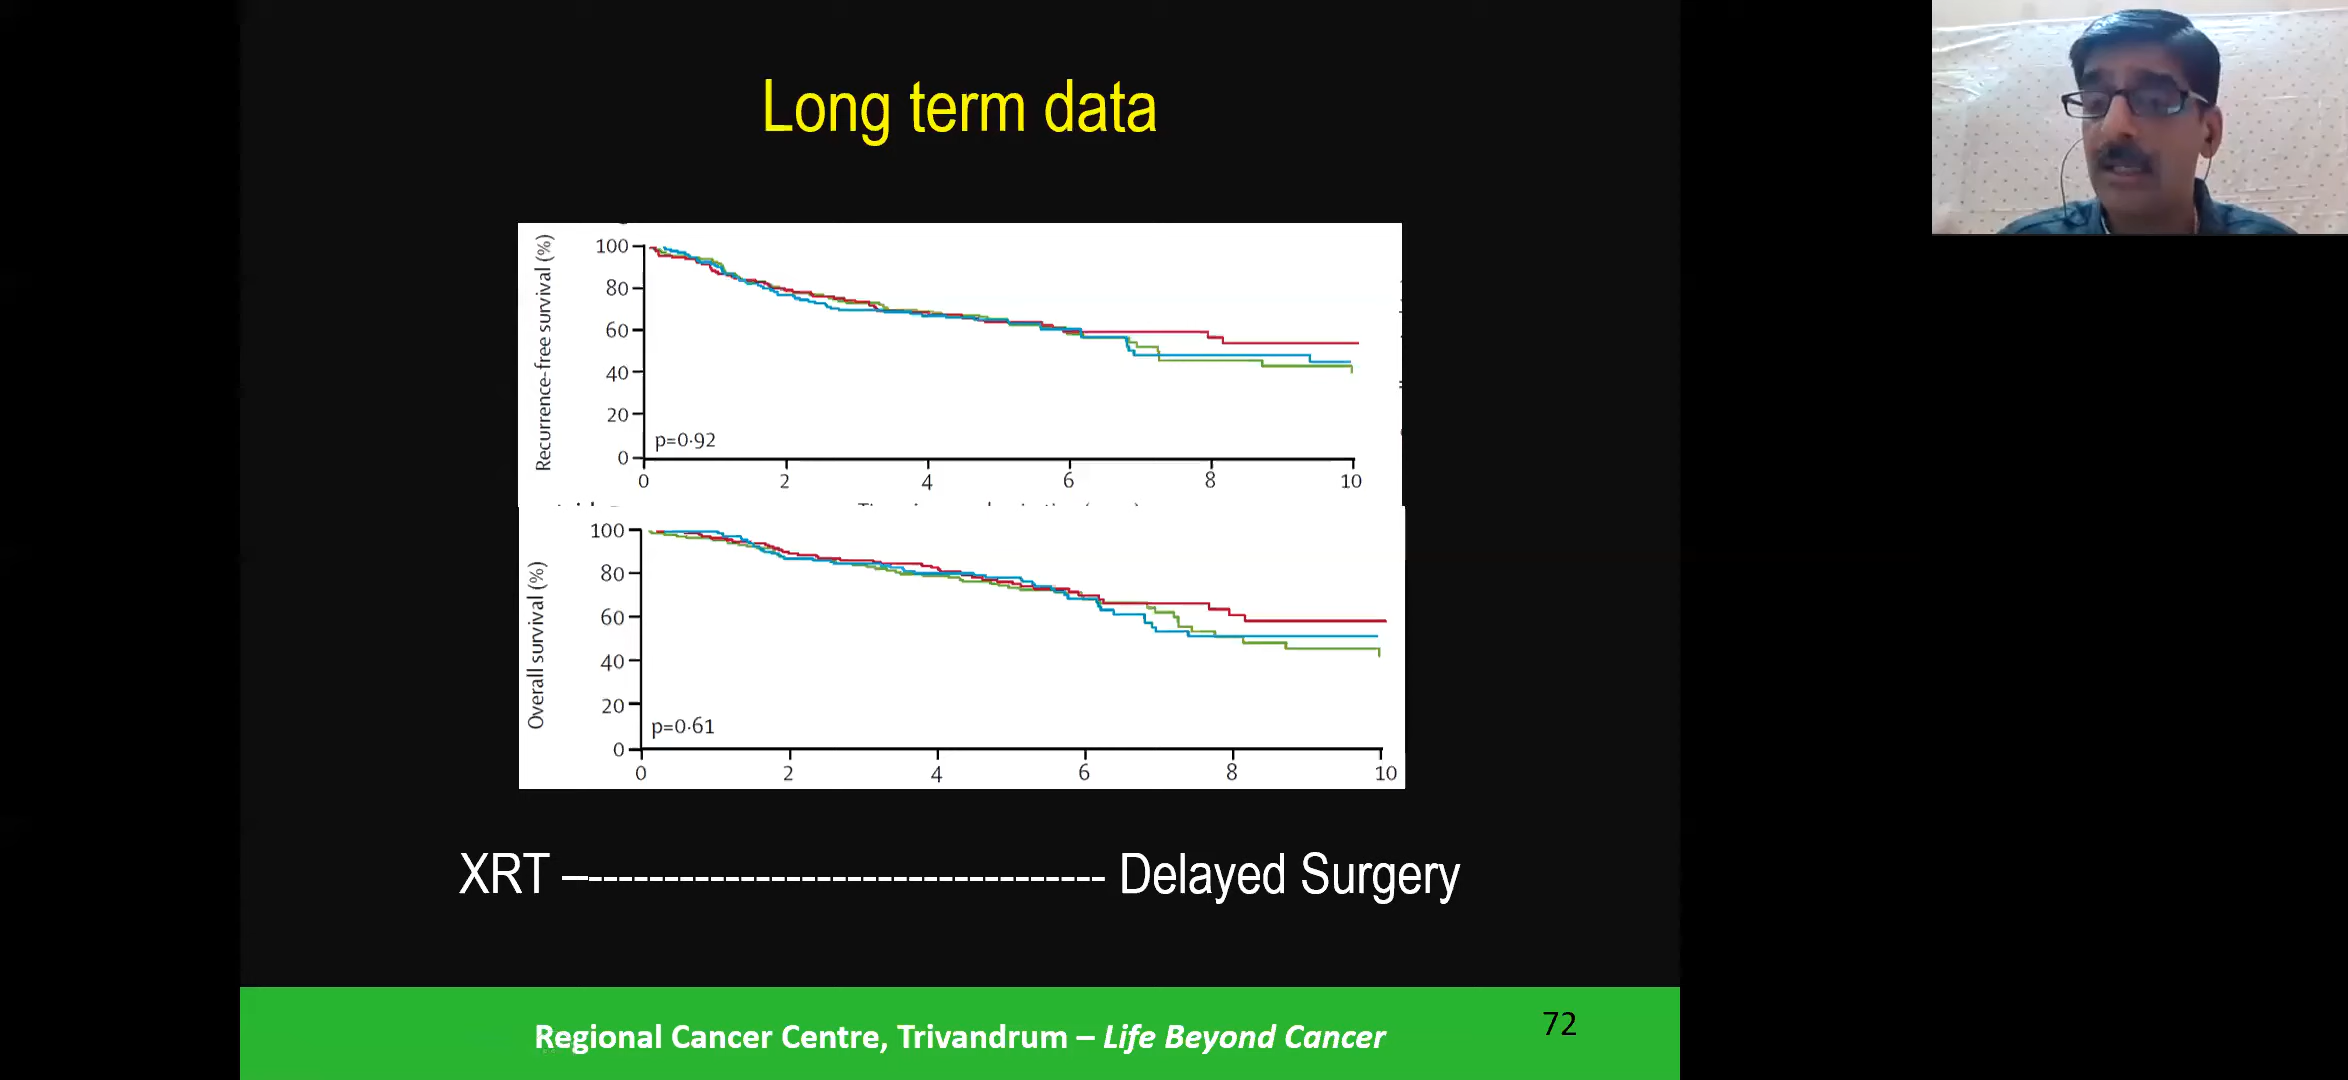 Long term data
Recurrence-free survival (%)
100
80
60
40
20
0
p=0·92
0 2 4 6 8 10
Overall survival (%)
100
80
60
40
20
0
p=0·61
0 2 4 6 8 10
XRT –---------------------------------- Delayed Surgery
Regional Cancer Centre, Trivandrum – Life Beyond Cancer
72